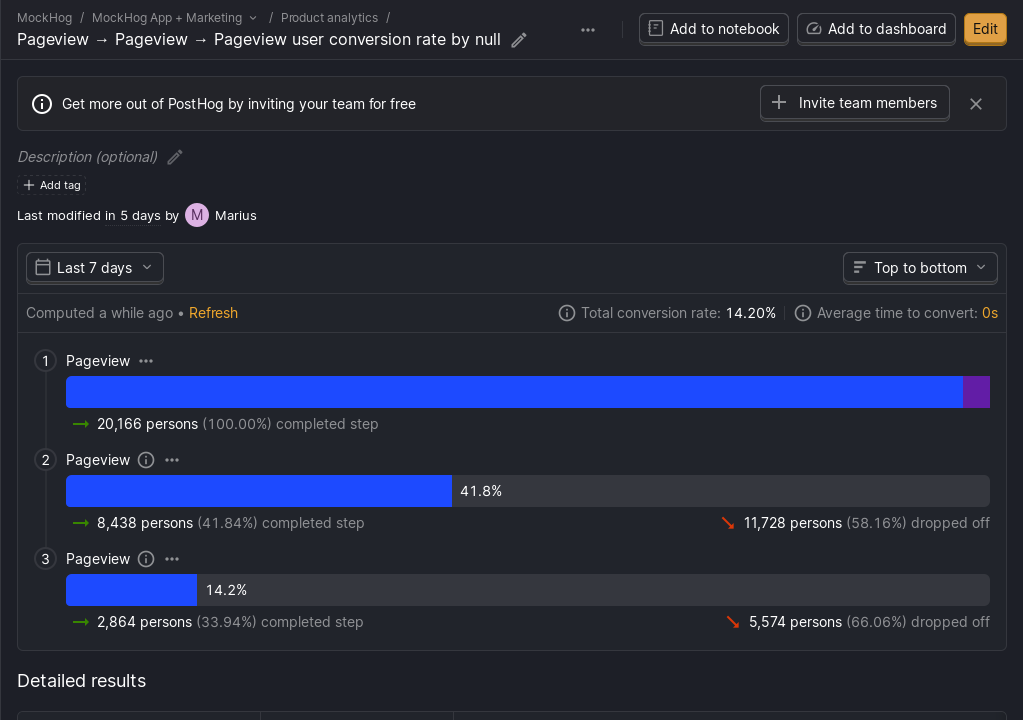 MockHog / MockHog App + Marketing / Product analytics /
Pageview → Pageview → Pageview user conversion rate by null
Add to notebook
Add to dashboard
Edit
Get more out of PostHog by inviting your team for free
Invite team members
Description (optional)
Add tag
Last modified in 5 days by M Marius
Last 7 days
Top to bottom
Computed a while ago • Refresh
Total conversion rate: 14.20%
Average time to convert: 0s
1 Pageview
20,166 persons (100.00%) completed step
2 Pageview
41.8%
8,438 persons (41.84%) completed step
11,728 persons (58.16%) dropped off
3 Pageview
14.2%
2,864 persons (33.94%) completed step
5,574 persons (66.06%) dropped off
Detailed results